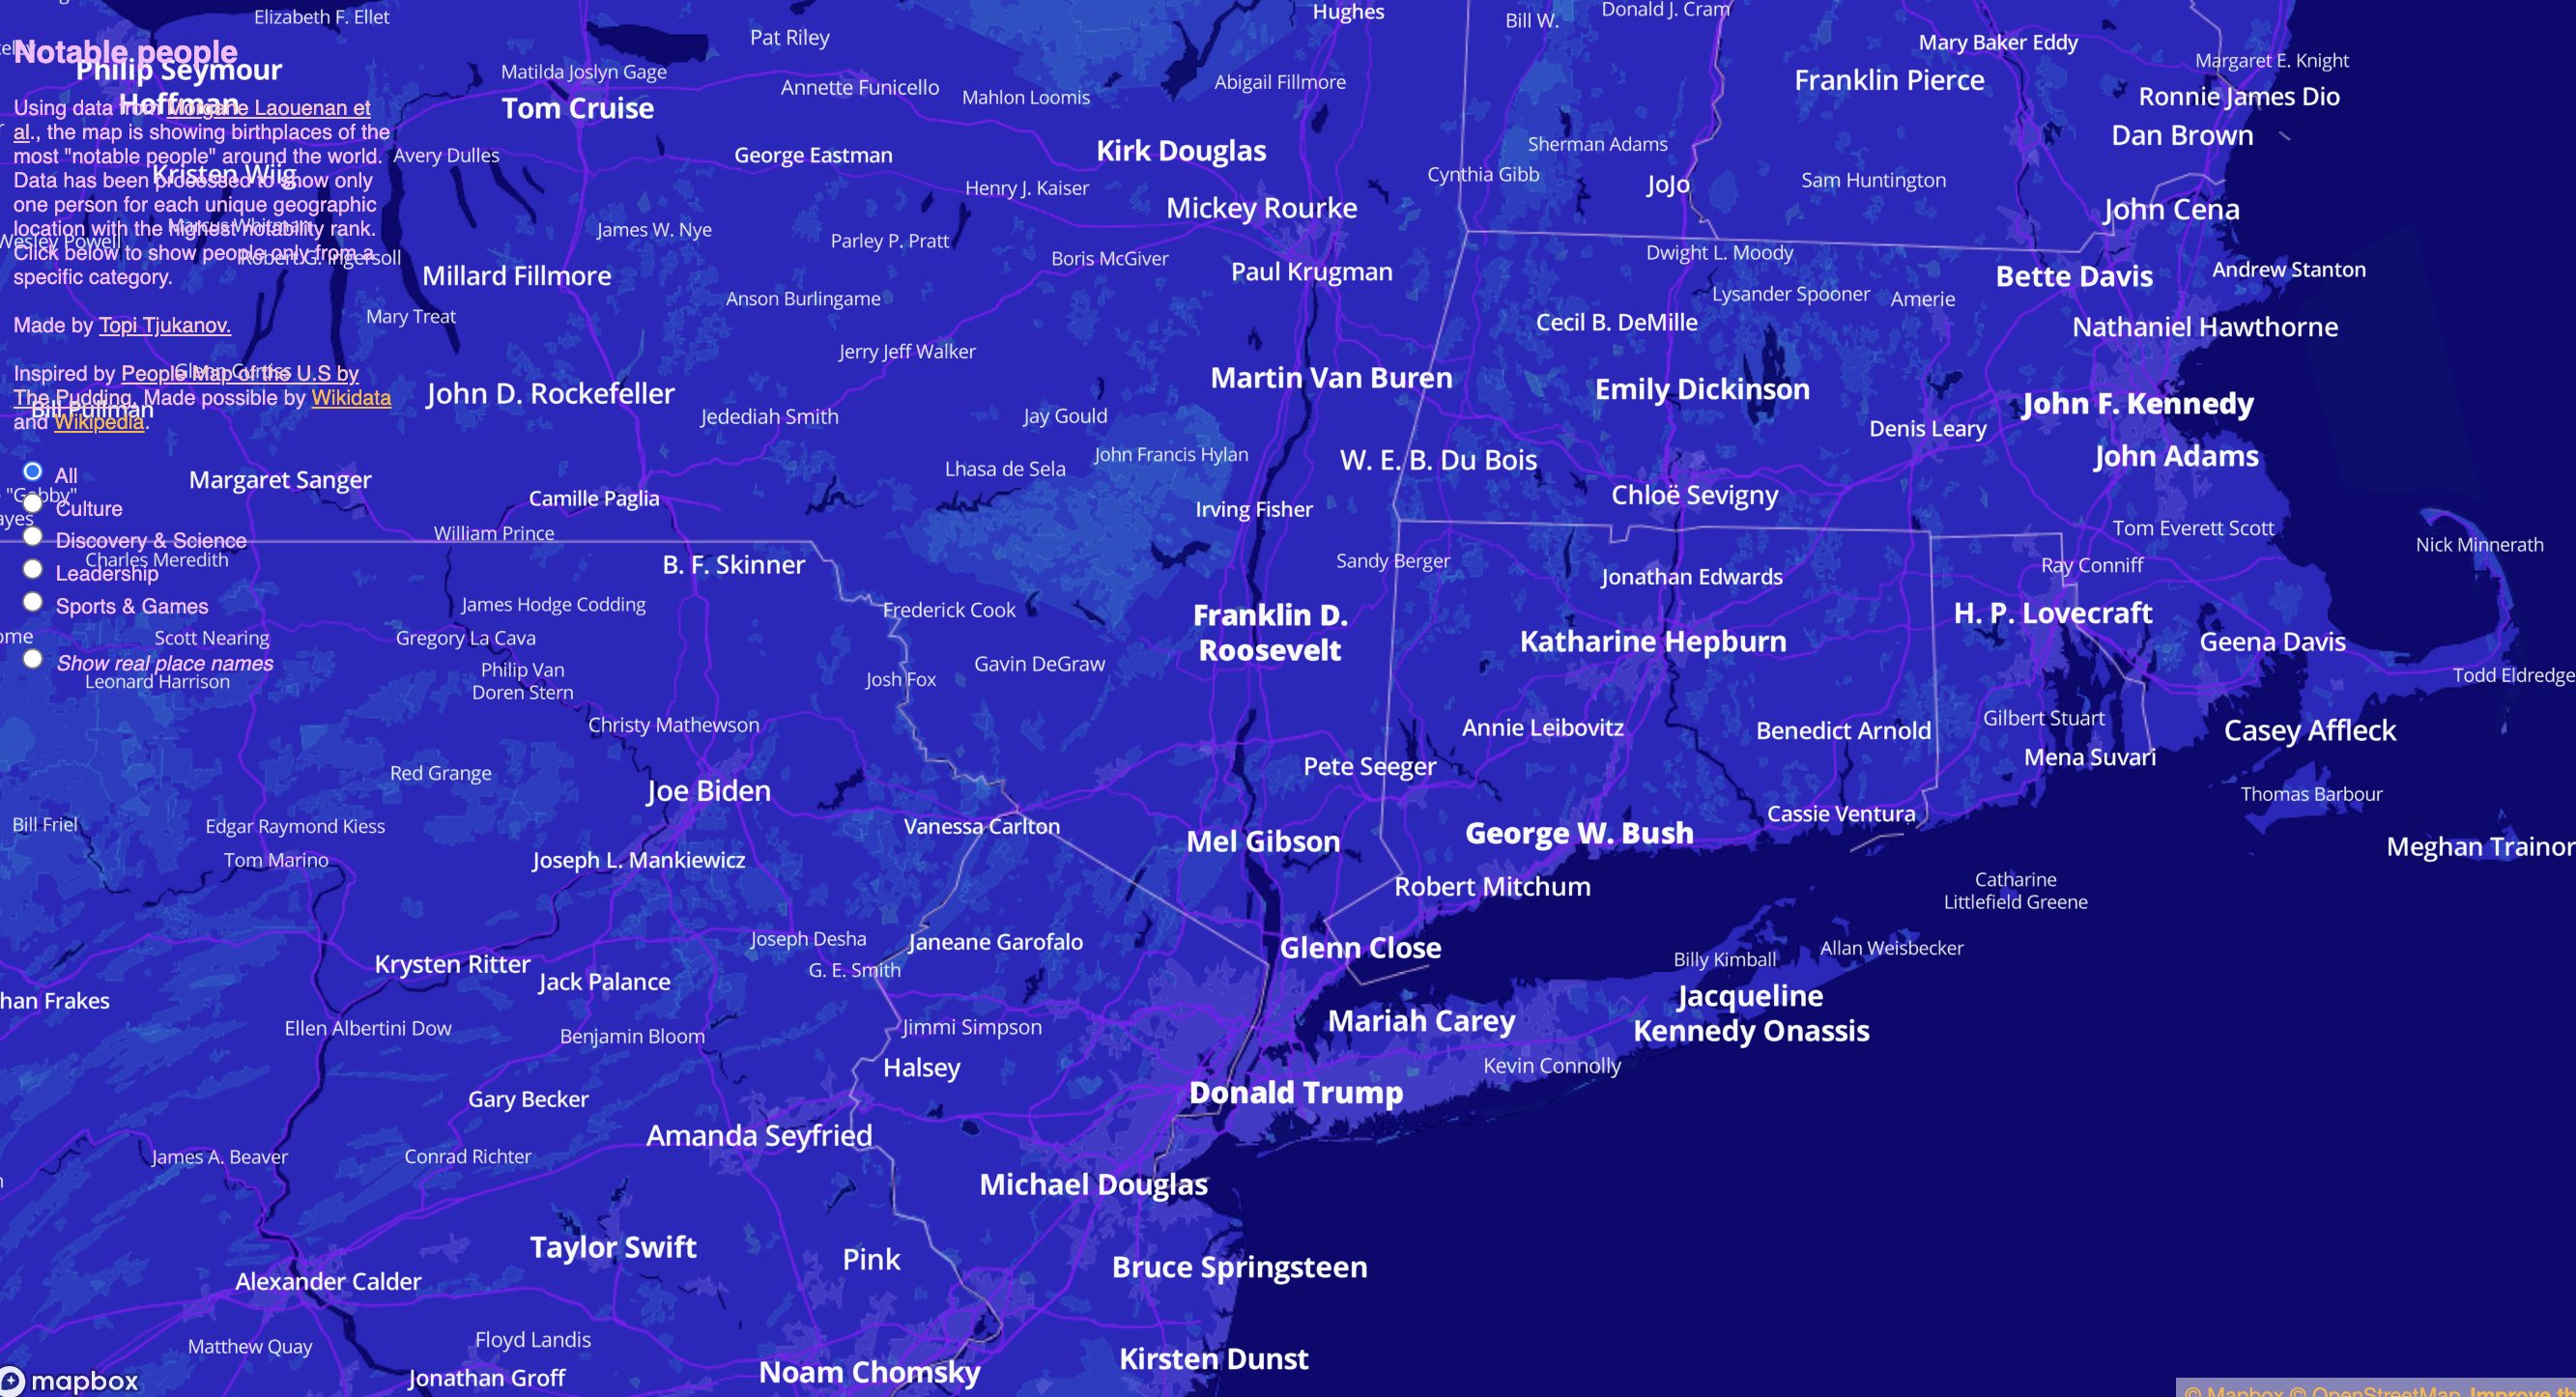 Notable people
Using data from Morgane Laouenan et
al., the map is showing birthplaces of the
most "notable people" around the world.
Data has been processed to show only
one person for each unique geographic
location with the highest notability rank.
Click below to show people only from a
specific category.
Made by Topi Tjukanov.
Inspired by People Map of the U.S by
The Pudding. Made possible by Wikidata
and Wikipedia.
All
Culture
Discovery & Science
Leadership
Sports & Games
Show real place names
Elizabeth F. Ellet
Pat Riley
Hughes
Bill W.
Donald J. Cram
Mary Baker Eddy
Margaret E. Knight
Philip Seymour
Hoffman
Matilda Joslyn Gage
Tom Cruise
Annette Funicello
Mahlon Loomis
Abigail Fillmore
Franklin Pierce
Ronnie James Dio
Dan Brown
Avery Dulles
George Eastman
Kirk Douglas
Sherman Adams
Kristen Wiig
Henry J. Kaiser
Cynthia Gibb
JoJo
Sam Huntington
Mickey Rourke
John Cena
Marcus Whitman
Wesley Powell
James W. Nye
Parley P. Pratt
Robert G. Ingersoll
Boris McGiver
Dwight L. Moody
Millard Fillmore
Paul Krugman
Bette Davis
Andrew Stanton
Anson Burlingame
Lysander Spooner
Amerie
Mary Treat
Cecil B. DeMille
Nathaniel Hawthorne
Jerry Jeff Walker
Glenn Curtiss
Martin Van Buren
John D. Rockefeller
Emily Dickinson
John F. Kennedy
Bill Pullman
Jedediah Smith
Jay Gould
Denis Leary
John Francis Hylan
W. E. B. Du Bois
John Adams
Lhasa de Sela
Margaret Sanger
"Gabby"
ayes
Camille Paglia
Chloë Sevigny
Irving Fisher
William Prince
Tom Everett Scott
Nick Minnerath
Charles Meredith
B. F. Skinner
Sandy Berger
Ray Conniff
Jonathan Edwards
James Hodge Codding
Frederick Cook
Franklin D.
Roosevelt
H. P. Lovecraft
ome
Scott Nearing
Gregory La Cava
Katharine Hepburn
Geena Davis
Philip Van
Doren Stern
Gavin DeGraw
Josh Fox
Todd Eldredge
Leonard Harrison
Christy Mathewson
Annie Leibovitz
Benedict Arnold
Gilbert Stuart
Casey Affleck
Mena Suvari
Red Grange
Pete Seeger
Joe Biden
Thomas Barbour
Bill Friel
Edgar Raymond Kiess
Vanessa Carlton
Cassie Ventura
Mel Gibson
George W. Bush
Meghan Trainor
Tom Marino
Joseph L. Mankiewicz
Robert Mitchum
Catharine
Littlefield Greene
Joseph Desha
Janeane Garofalo
Glenn Close
Allan Weisbecker
Billy Kimball
Krysten Ritter
G. E. Smith
Jack Palance
han Frakes
Jacqueline
Kennedy Onassis
Mariah Carey
Ellen Albertini Dow
Benjamin Bloom
Jimmi Simpson
Halsey
Kevin Connolly
Gary Becker
Donald Trump
Amanda Seyfried
James A. Beaver
Conrad Richter
Michael Douglas
Taylor Swift
Pink
Bruce Springsteen
Alexander Calder
Floyd Landis
Matthew Quay
Kirsten Dunst
Jonathan Groff
Noam Chomsky
mapbox
© Mapbox © OpenStreetMap Improve th